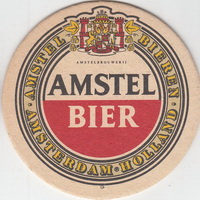 AMSTEL BIEREN
AMSTELBROUWERIJ
AMSTEL
BIER
AMSTERDAM · HOLLAND